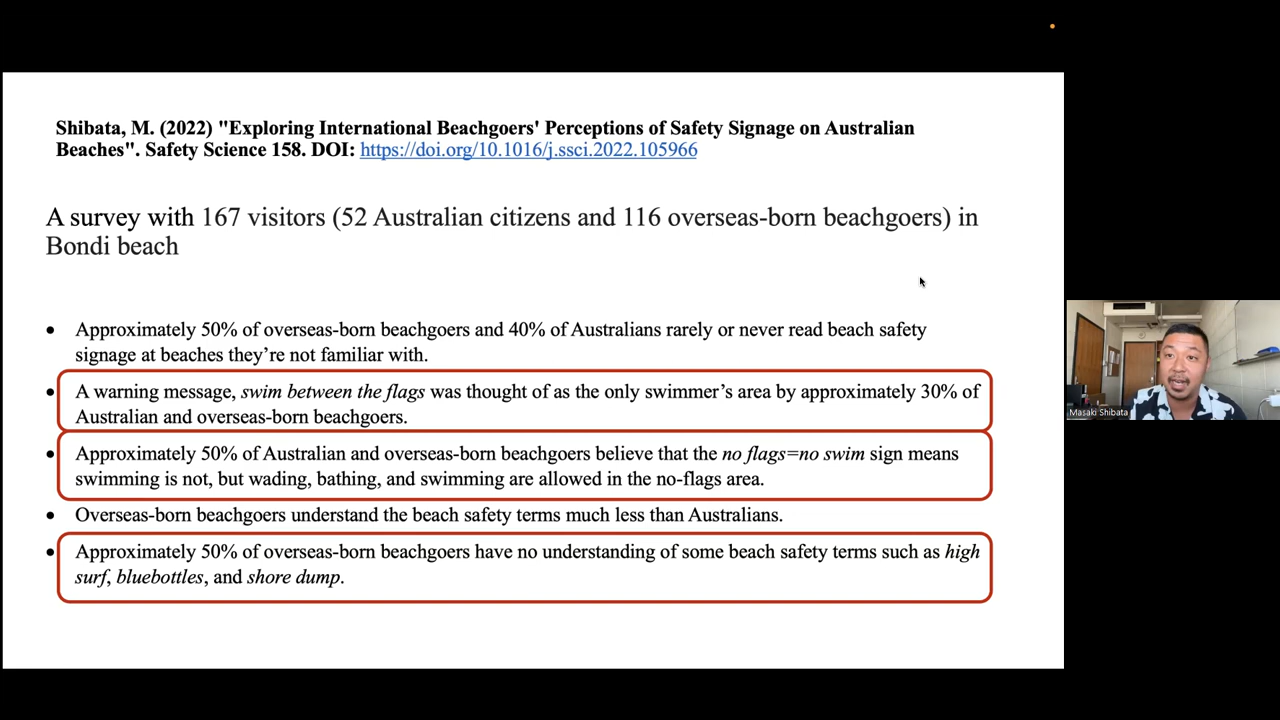 Shibata, M. (2022) "Exploring International Beachgoers' Perceptions of Safety Signage on Australian
Beaches". Safety Science 158. DOI: https://doi.org/10.1016/j.ssci.2022.105966
A survey with 167 visitors (52 Australian citizens and 116 overseas-born beachgoers) in
Bondi beach
• Approximately 50% of overseas-born beachgoers and 40% of Australians rarely or never read beach safety
signage at beaches they're not familiar with.
• A warning message, swim between the flags was thought of as the only swimmer's area by approximately 30% of
Australian and overseas-born beachgoers.
• Approximately 50% of Australian and overseas-born beachgoers believe that the no flags=no swim sign means
swimming is not, but wading, bathing, and swimming are allowed in the no-flags area.
• Overseas-born beachgoers understand the beach safety terms much less than Australians.
• Approximately 50% of overseas-born beachgoers have no understanding of some beach safety terms such as high
surf, bluebottles, and shore dump.
Masaki Shibata